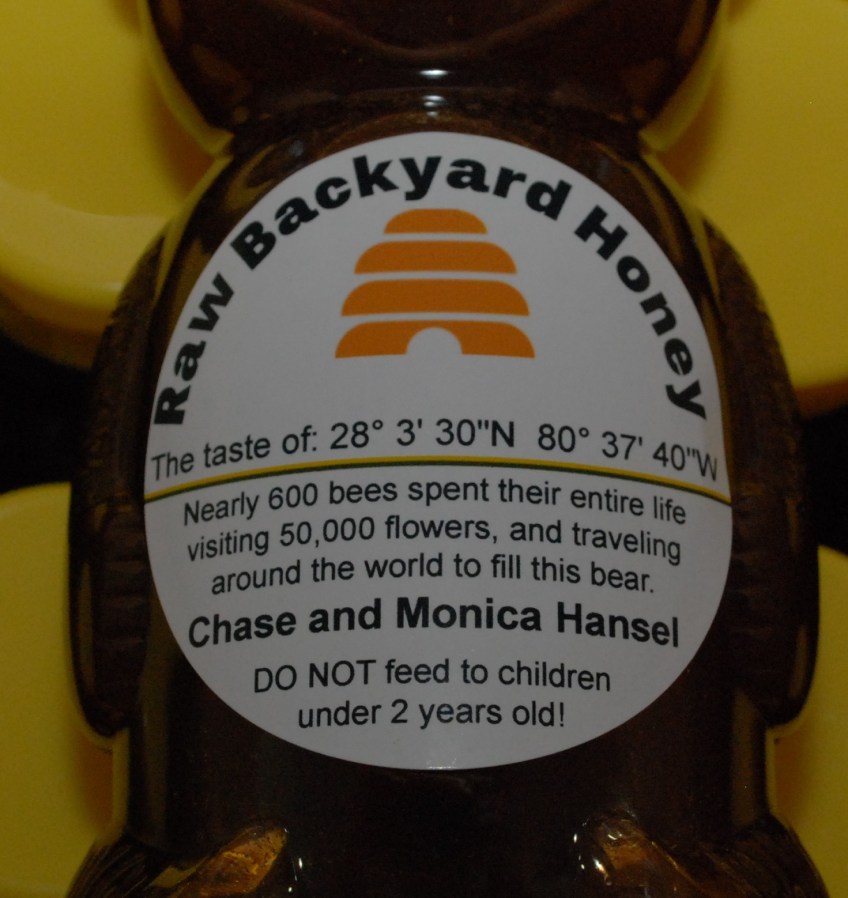 Raw Backyard Honey
The taste of: 28° 3' 30"N 80° 37' 40"W
Nearly 600 bees spent their entire life
visiting 50,000 flowers, and traveling
around the world to fill this bear.
Chase and Monica Hansel
DO NOT feed to children
under 2 years old!